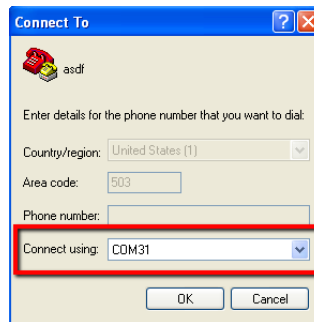 Connect To
asdf
Enter details for the phone number that you want to dial:
Country/region: United States (1)
Area code: 503
Phone number:
Connect using: COM31
OK Cancel